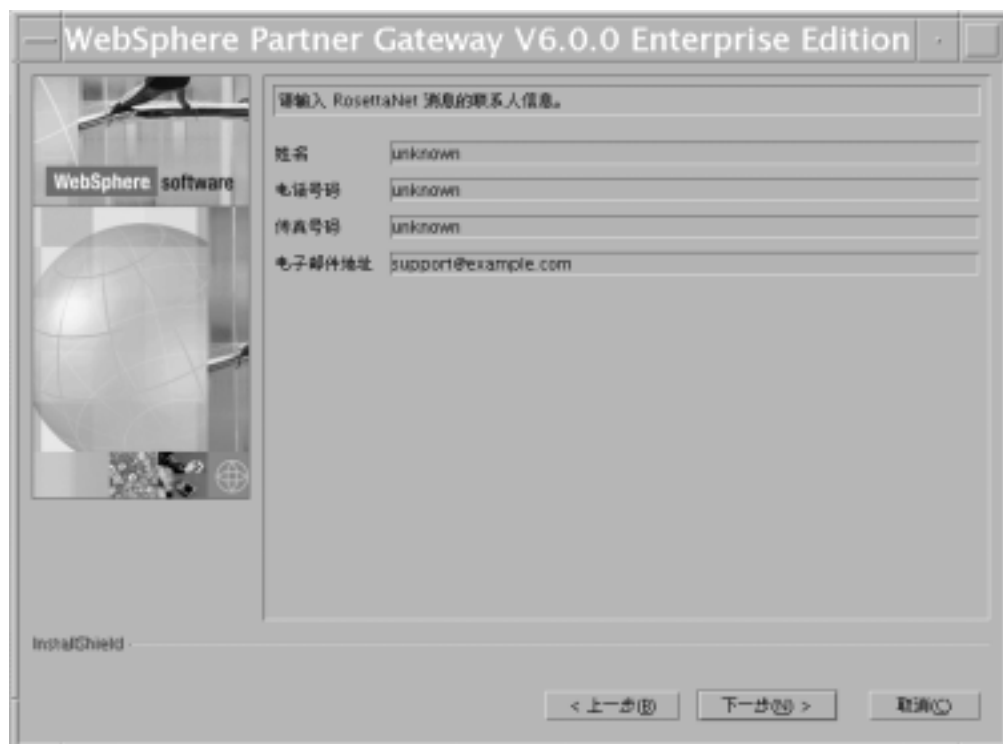 WebSphere Partner Gateway V6.0.0 Enterprise Edition
WebSphere software
请输入 RosettaNet 消息的联系人信息。
姓名 unknown
电话号码 unknown
传真号码 unknown
电子邮件地址 support@example.com
InstallShield
< 上一步(B) 下一步(N) > 取消(C)